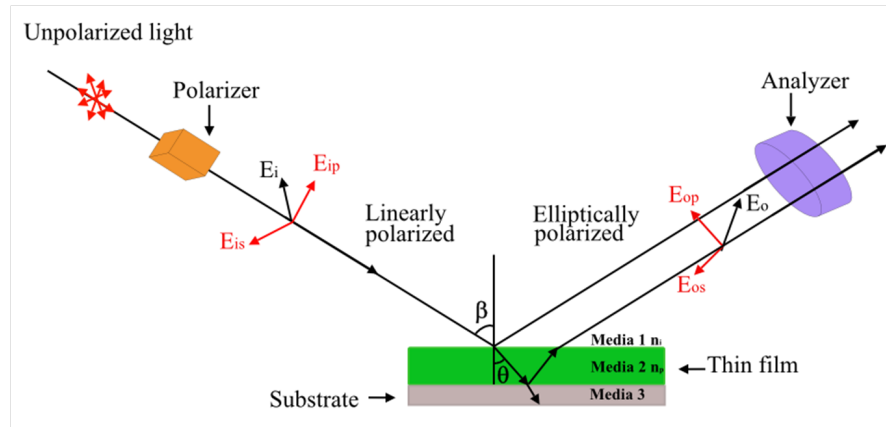 Unpolarized light
Polarizer
Analyzer
Ei
Eip
Eis
Linearly
polarized
Elliptically
polarized
Eop
Eo
Eos
β
θ
Media 1 nᵢ
Media 2 nₚ
Media 3
Thin film
Substrate